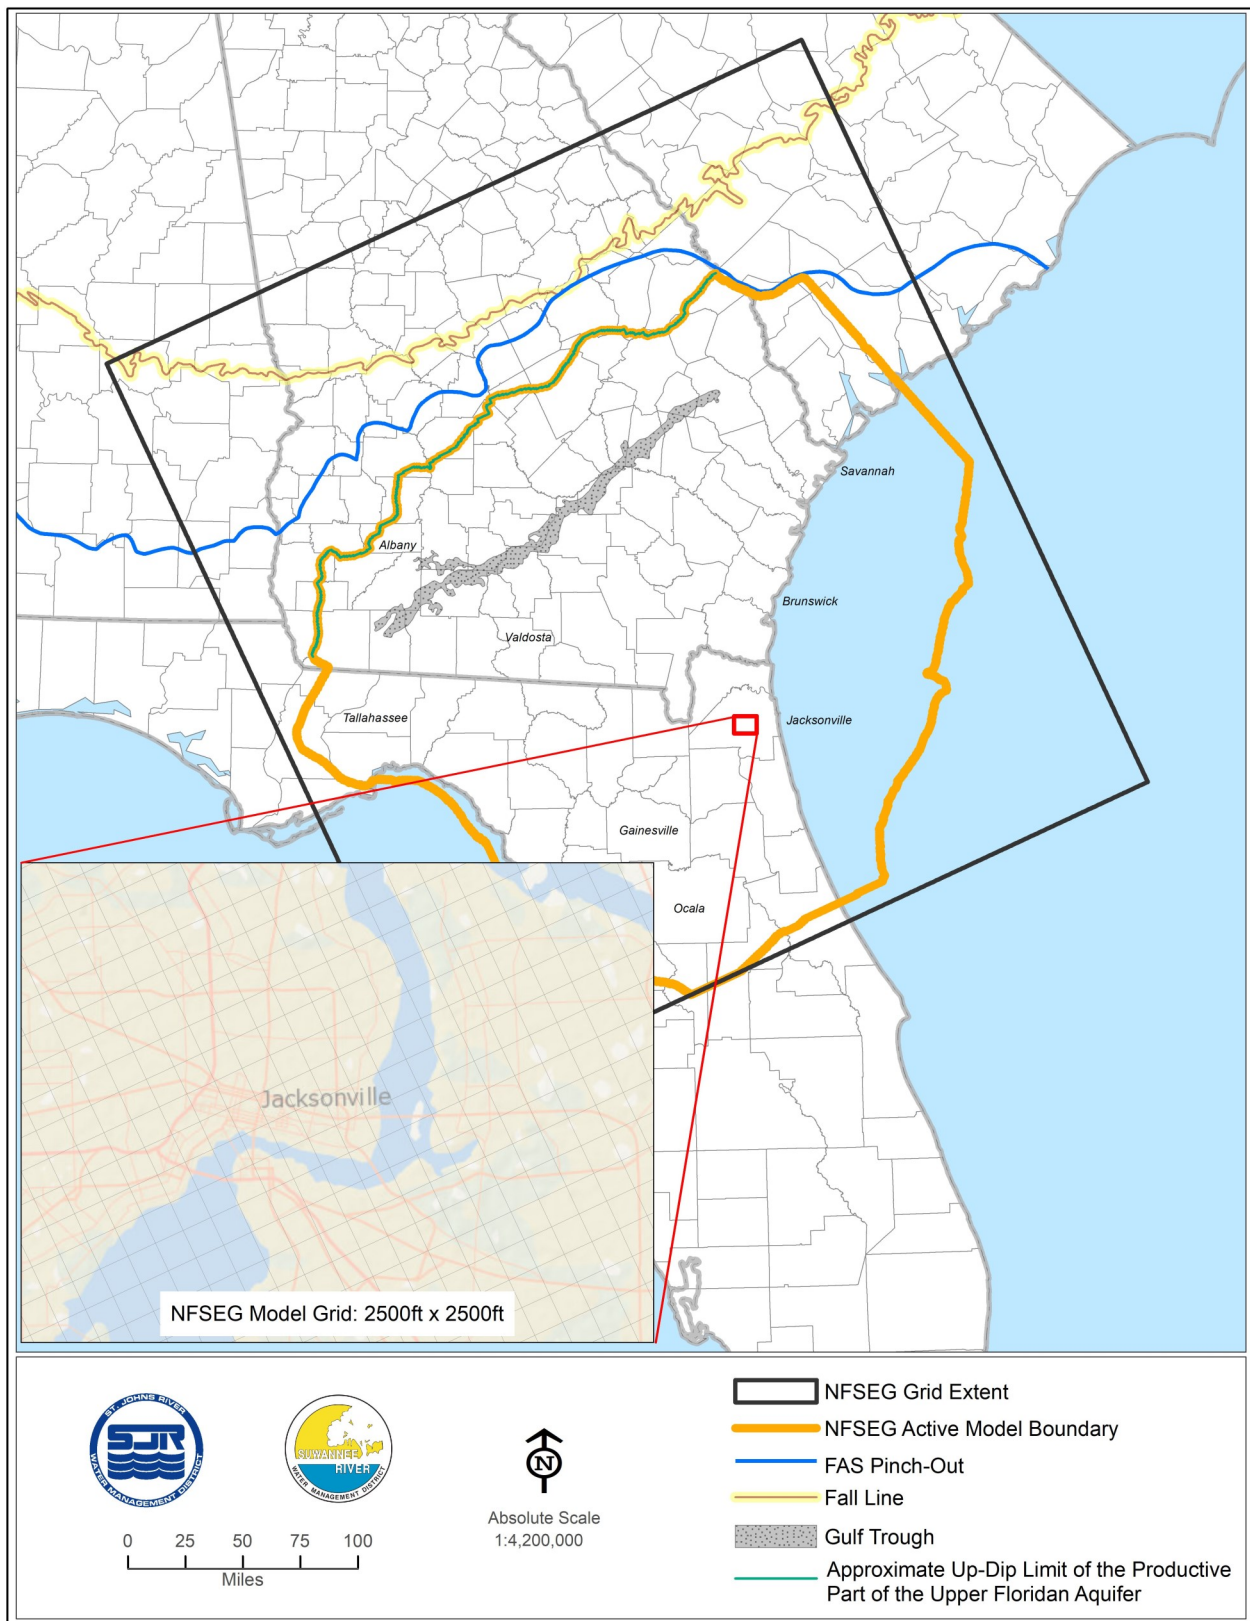 Savannah
Albany
Brunswick
Valdosta
Tallahassee
Jacksonville
Gainesville
Ocala
Jacksonville
NFSEG Model Grid: 2500ft x 2500ft
ST. JOHNS RIVER
SJR
WATER MANAGEMENT DISTRICT
SUWANNEE
RIVER
WATER MANAGEMENT DISTRICT
0 25 50 75 100
Miles
N
Absolute Scale
1:4,200,000
NFSEG Grid Extent
NFSEG Active Model Boundary
FAS Pinch-Out
Fall Line
Gulf Trough
Approximate Up-Dip Limit of the Productive
Part of the Upper Floridan Aquifer